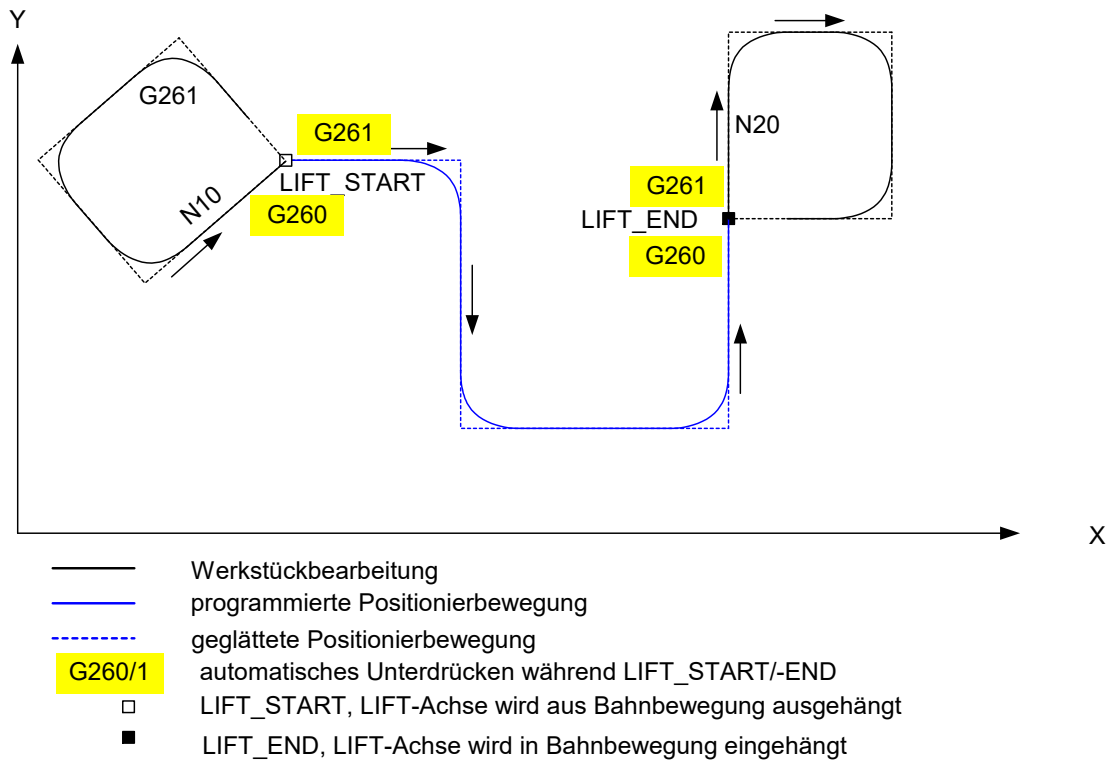 Y
G261
G261
LIFT_START
N10
G260
N20
G261
LIFT_END
G260
X
Werkstückbearbeitung
programmierte Positionierbewegung
geglättete Positionierbewegung
G260/1 automatisches Unterdrücken während LIFT_START/-END
LIFT_START, LIFT-Achse wird aus Bahnbewegung ausgehängt
LIFT_END, LIFT-Achse wird in Bahnbewegung eingehängt